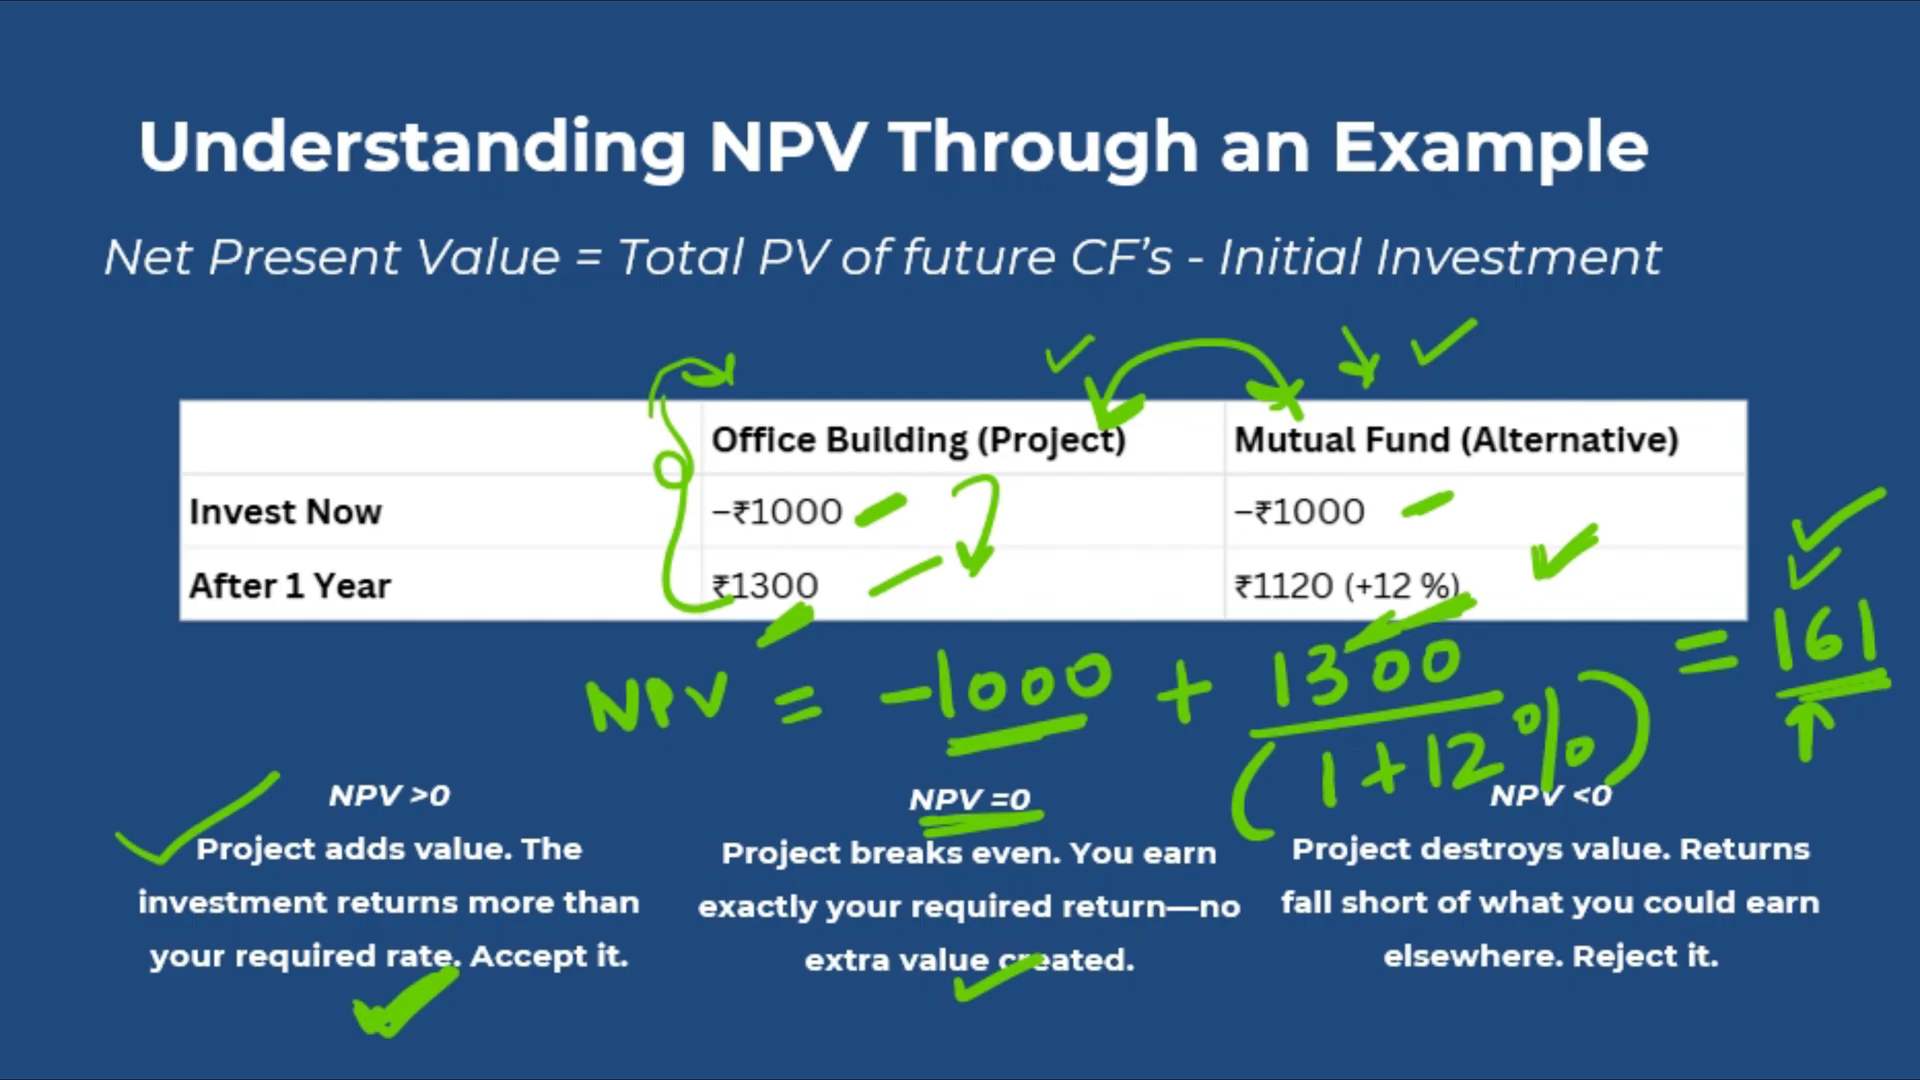 Understanding NPV Through an Example
Net Present Value = Total PV of future CF’s - Initial Investment
Office Building (Project) Mutual Fund (Alternative)
Invest Now –₹1000 –₹1000
After 1 Year ₹1300 ₹1120 (+12 %)
NPV = -1000 + 1300 / (1+12%) = 161
NPV >0
Project adds value. The
investment returns more than
your required rate. Accept it.
NPV =0
Project breaks even. You earn
exactly your required return—no
extra value created.
NPV <0
Project destroys value. Returns
fall short of what you could earn
elsewhere. Reject it.